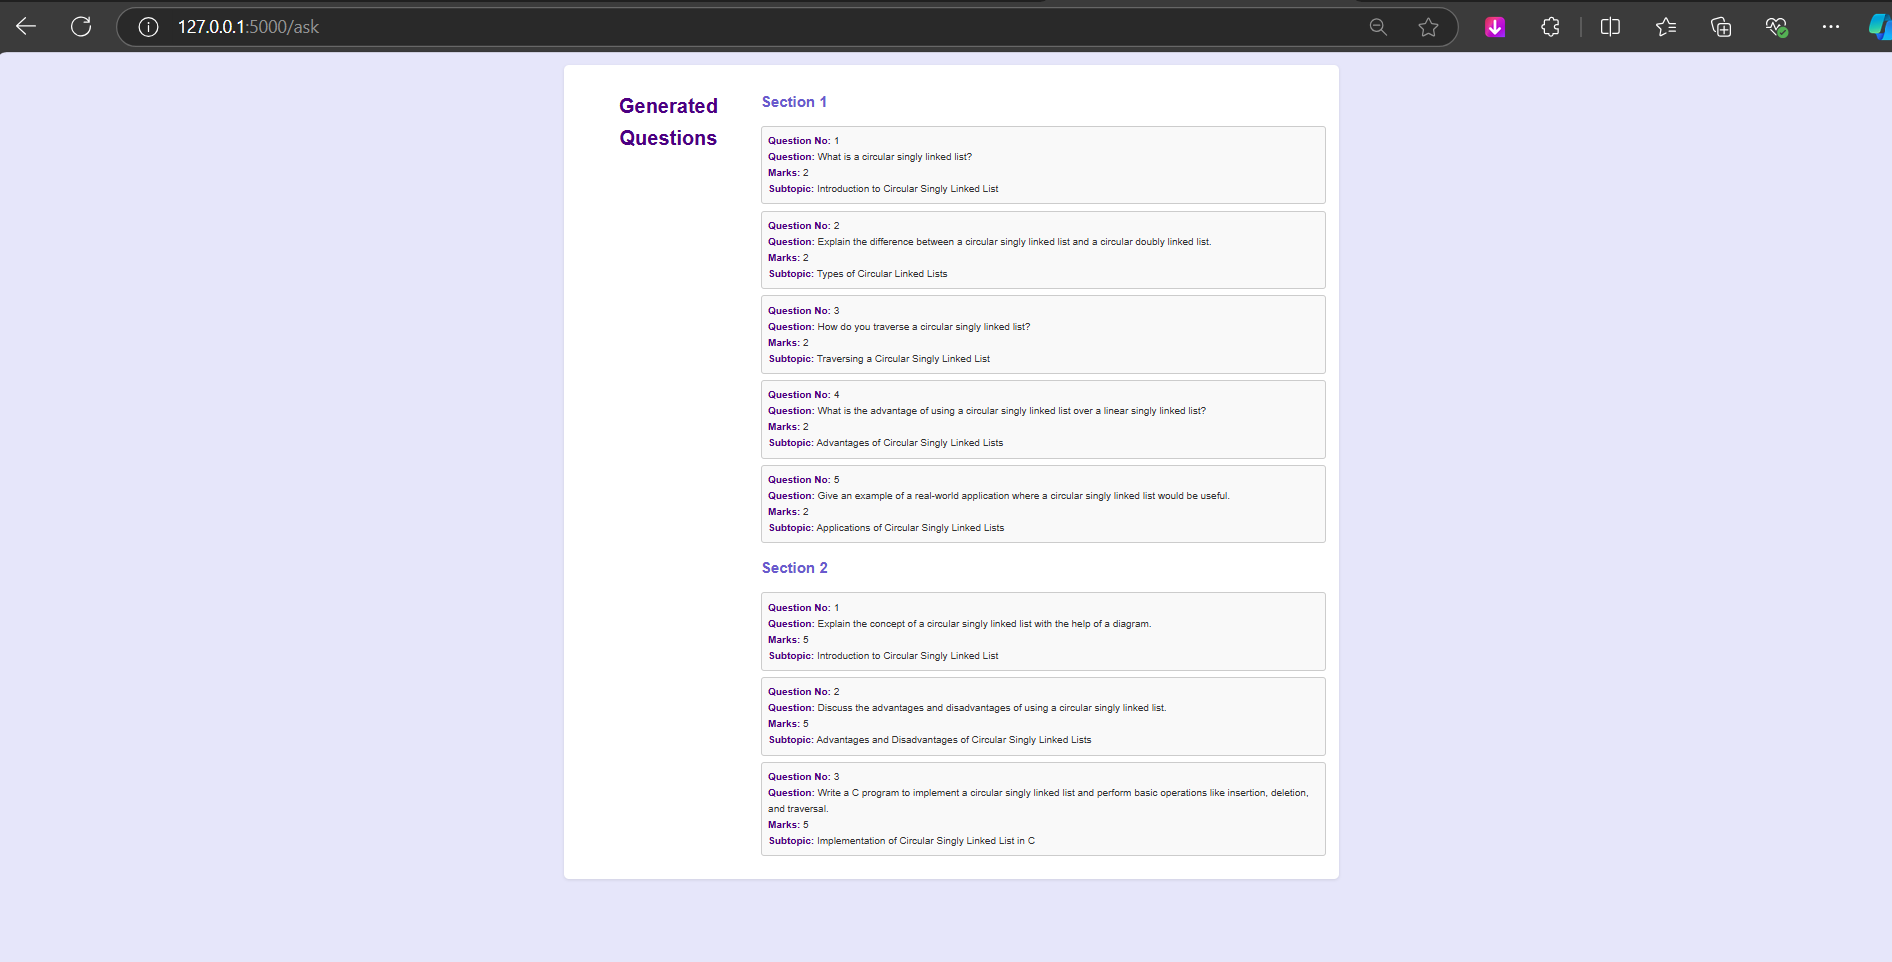 127.0.0.1:5000/ask
Generated
Questions
Section 1
Question No: 1
Question: What is a circular singly linked list?
Marks: 2
Subtopic: Introduction to Circular Singly Linked List
Question No: 2
Question: Explain the difference between a circular singly linked list and a circular doubly linked list.
Marks: 2
Subtopic: Types of Circular Linked Lists
Question No: 3
Question: How do you traverse a circular singly linked list?
Marks: 2
Subtopic: Traversing a Circular Singly Linked List
Question No: 4
Question: What is the advantage of using a circular singly linked list over a linear singly linked list?
Marks: 2
Subtopic: Advantages of Circular Singly Linked Lists
Question No: 5
Question: Give an example of a real-world application where a circular singly linked list would be useful.
Marks: 2
Subtopic: Applications of Circular Singly Linked Lists
Section 2
Question No: 1
Question: Explain the concept of a circular singly linked list with the help of a diagram.
Marks: 5
Subtopic: Introduction to Circular Singly Linked List
Question No: 2
Question: Discuss the advantages and disadvantages of using a circular singly linked list.
Marks: 5
Subtopic: Advantages and Disadvantages of Circular Singly Linked Lists
Question No: 3
Question: Write a C program to implement a circular singly linked list and perform basic operations like insertion, deletion,
and traversal.
Marks: 5
Subtopic: Implementation of Circular Singly Linked List in C